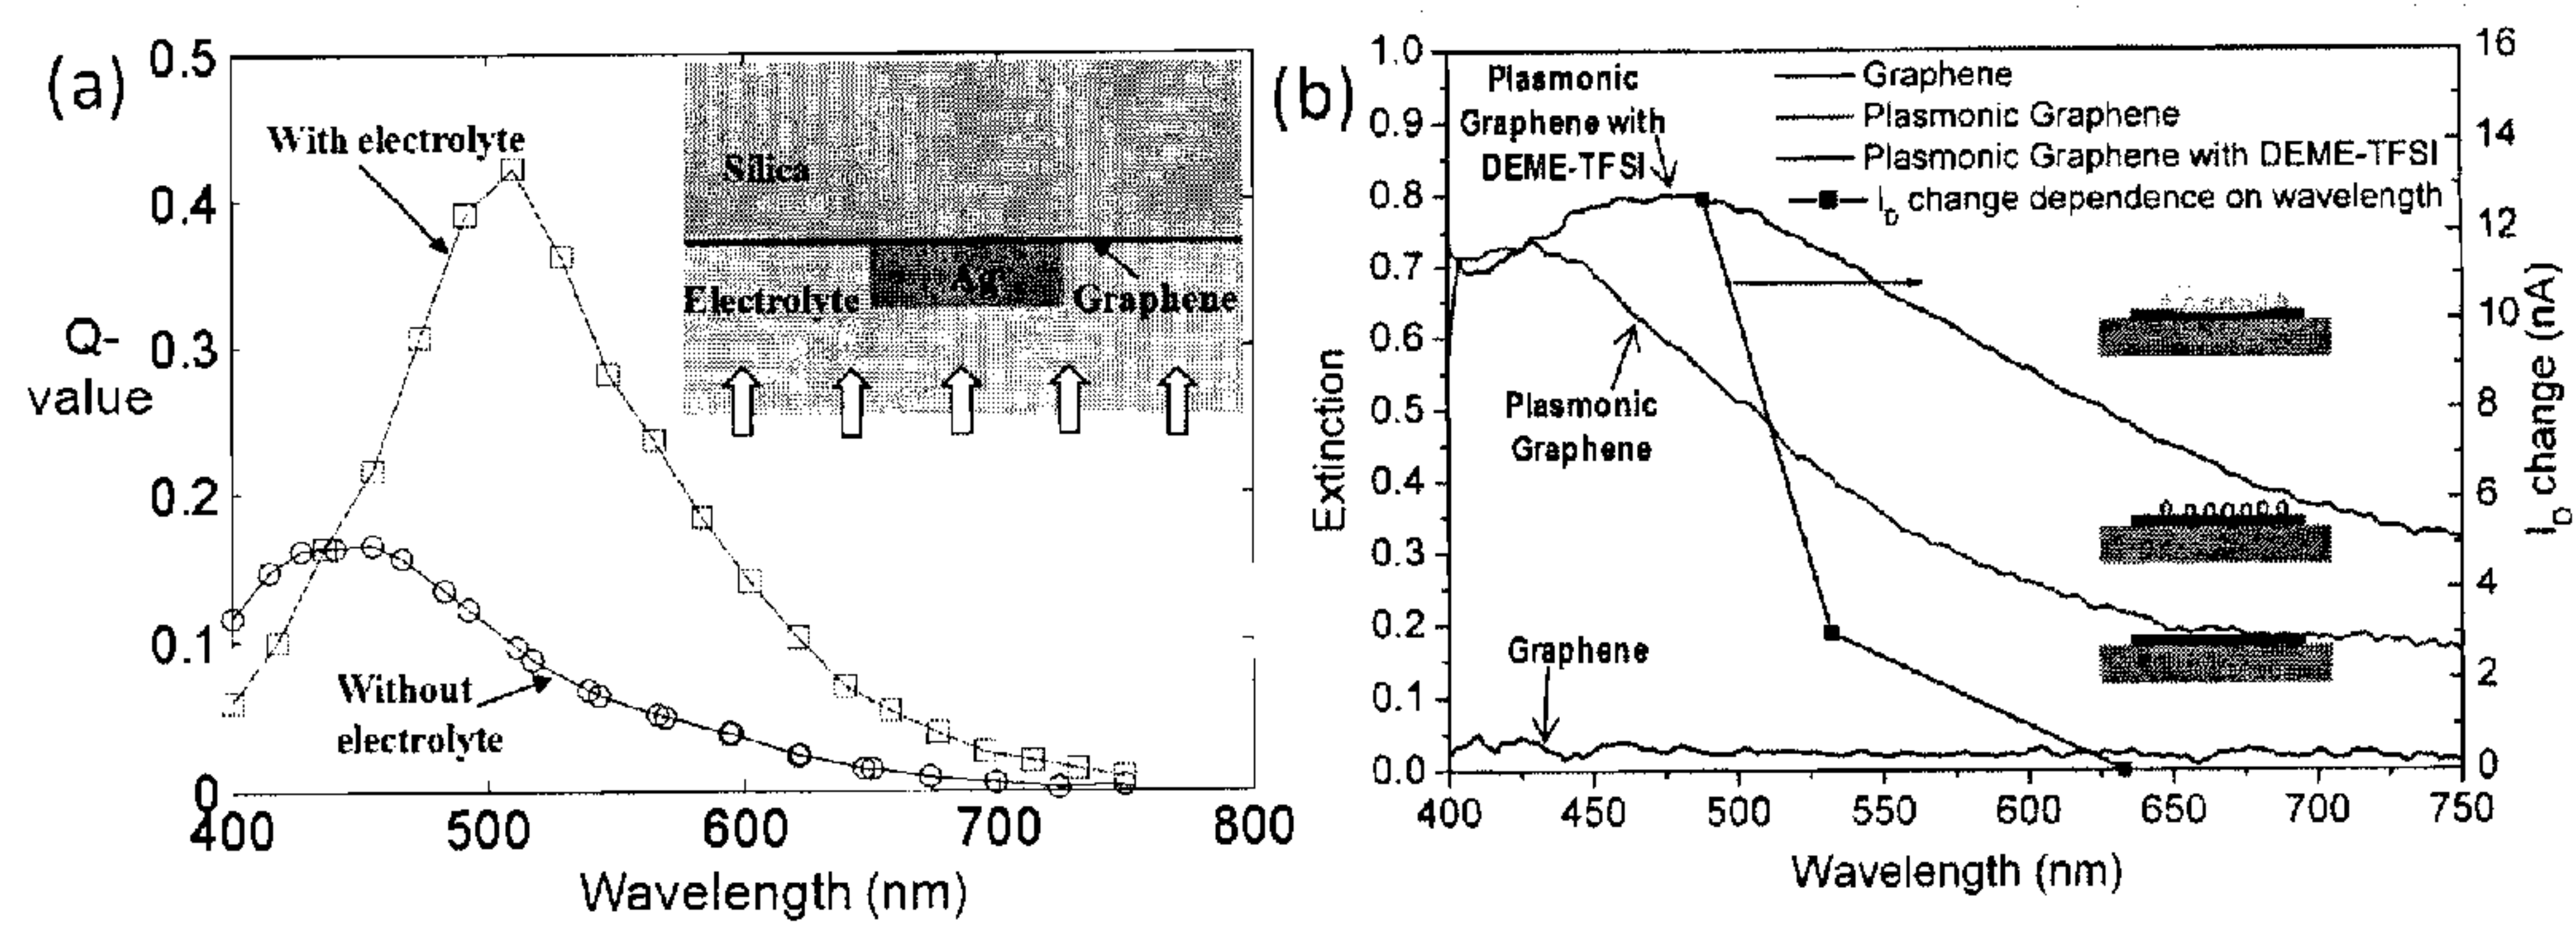 (a)
0.5
0.4
0.3
0.2
0.1
0
Q-
value
With electrolyte
Without
electrolyte
Silica
Ag
Electrolyte
Graphene
400
500
600
700
800
Wavelength (nm)
(b)
1.0
0.9
0.8
0.7
0.6
0.5
0.4
0.3
0.2
0.1
0.0
Extinction
Plasmonic
Graphene with
DEME-TFSI
Graphene
Plasmonic Graphene
Plasmonic Graphene with DEME-TFSI
I_D change dependence on wavelength
Plasmonic
Graphene
Graphene
16
14
12
10
8
6
4
2
0
I_D change (nA)
400
450
500
550
600
650
700
750
Wavelength (nm)